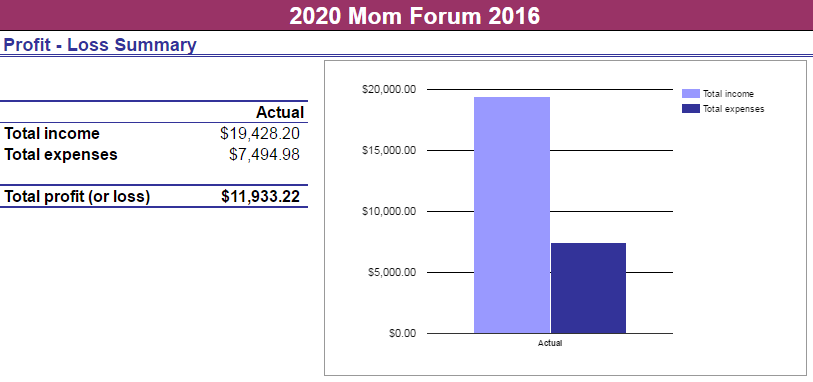 2020 Mom Forum 2016
Profit - Loss Summary
Actual
Total income $19,428.20
Total expenses $7,494.98
Total profit (or loss) $11,933.22
$20,000.00
$15,000.00
$10,000.00
$5,000.00
$0.00
Actual
Total income
Total expenses